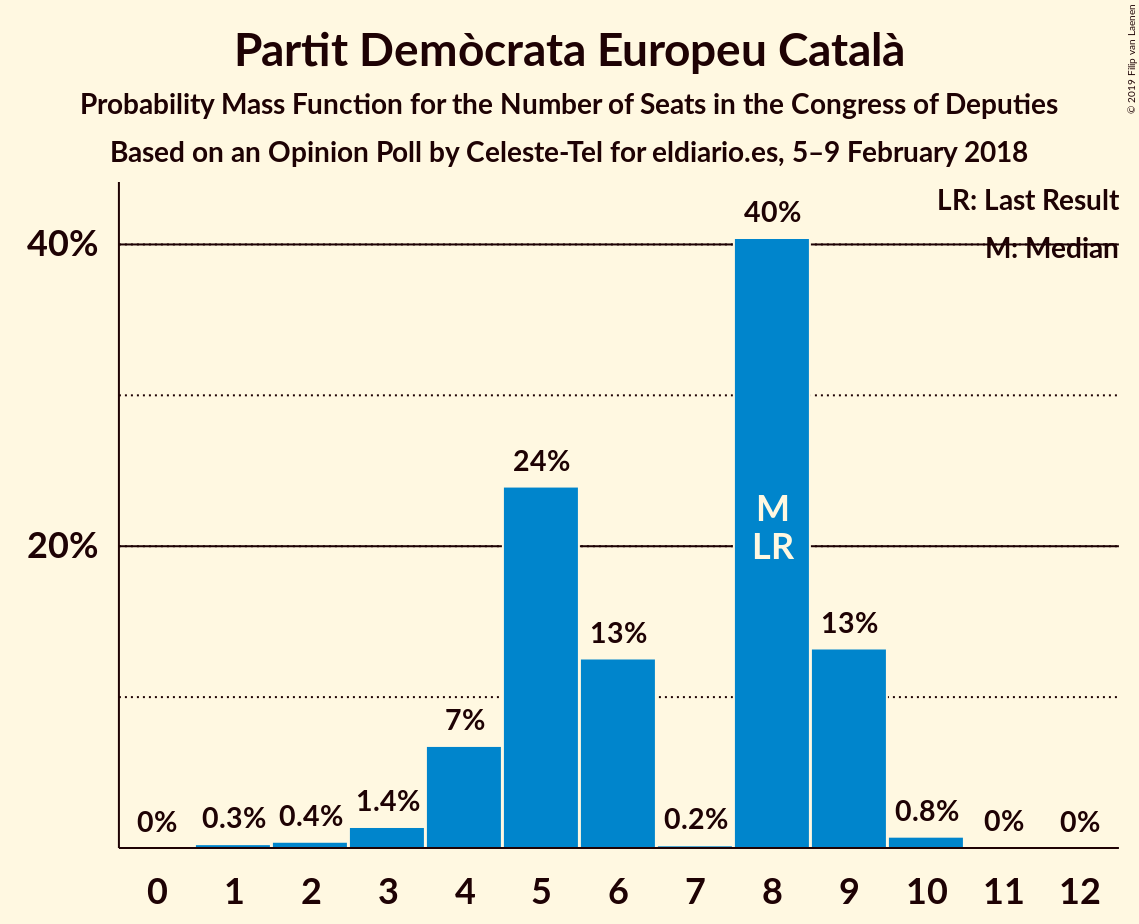 Partit Demòcrata Europeu Català
Probability Mass Function for the Number of Seats in the Congress of Deputies
Based on an Opinion Poll by Celeste-Tel for eldiario.es, 5–9 February 2018
© 2019 Filip van Laenen
LR: Last Result
M: Median
40%
20%
0%
0.3%
0.4%
1.4%
7%
24%
13%
0.2%
40%
13%
0.8%
0%
0%
M
LR
0 1 2 3 4 5 6 7 8 9 10 11 12